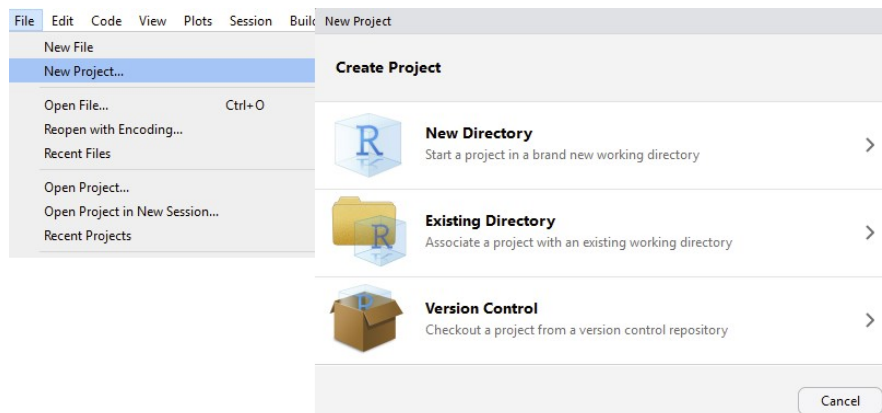 File Edit Code View Plots Session
New File
New Project...
Open File... Ctrl+O
Reopen with Encoding...
Recent Files
Open Project...
Open Project in New Session...
Recent Projects
New Project
Create Project
R
New Directory
Start a project in a brand new working directory
R
Existing Directory
Associate a project with an existing working directory
R
Version Control
Checkout a project from a version control repository
Cancel